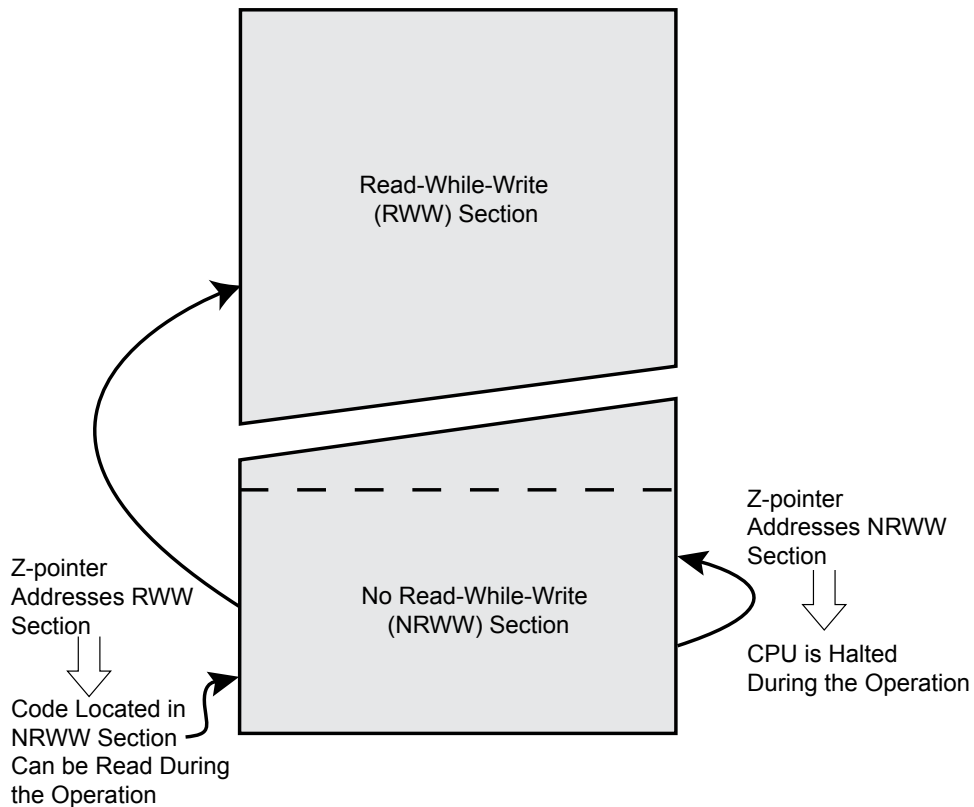 Read-While-Write
(RWW) Section
Z-pointer
Addresses RWW
Section
Code Located in
NRWW Section
Can be Read During
the Operation
No Read-While-Write
(NRWW) Section
Z-pointer
Addresses NRWW
Section
CPU is Halted
During the Operation